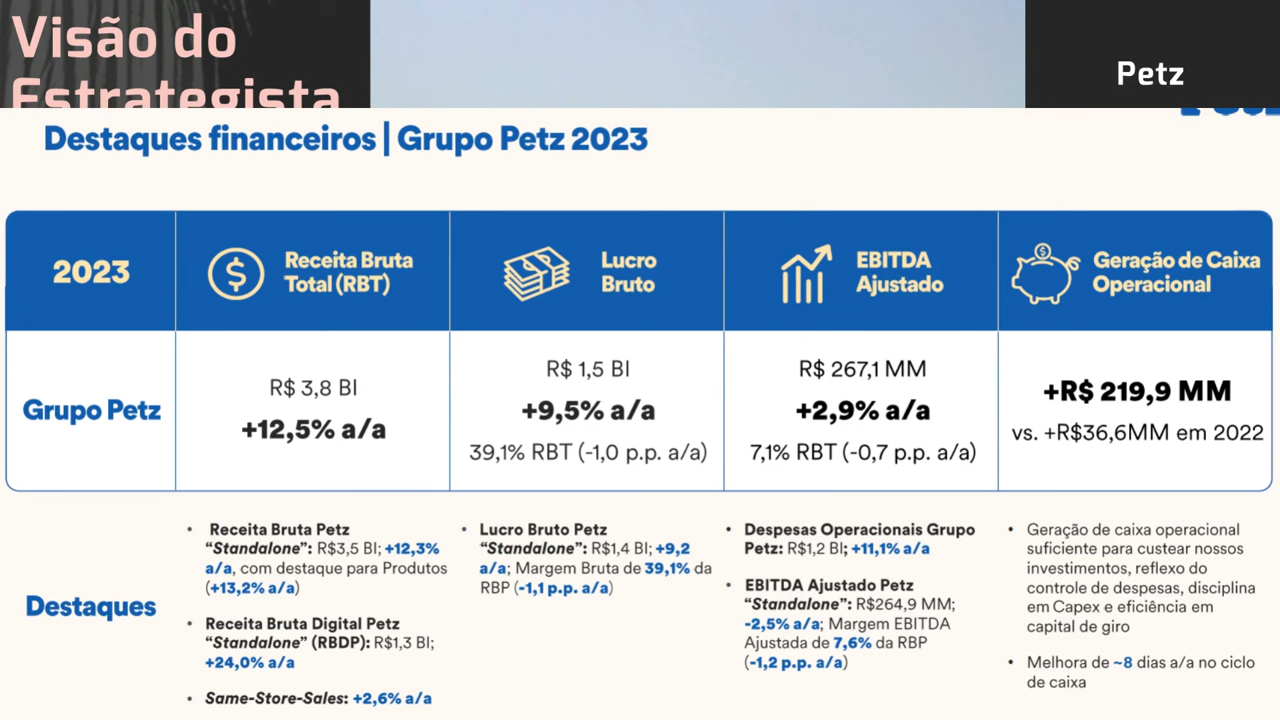 Visão do
Estrategista
Petz
Destaques financeiros | Grupo Petz 2023
2023
Receita Bruta
Total (RBT)
Lucro
Bruto
EBITDA
Ajustado
Geração de Caixa
Operacional
Grupo Petz
R$ 3,8 BI
+12,5% a/a
R$ 1,5 BI
+9,5% a/a
39,1% RBT (-1,0 p.p. a/a)
R$ 267,1 MM
+2,9% a/a
7,1% RBT (-0,7 p.p. a/a)
+R$ 219,9 MM
vs. +R$36,6MM em 2022
Destaques
• Receita Bruta Petz
“Standalone”: R$3,5 BI; +12,3%
a/a, com destaque para Produtos
(+13,2% a/a)
• Receita Bruta Digital Petz
“Standalone” (RBDP): R$1,3 BI;
+24,0% a/a
• Same-Store-Sales: +2,6% a/a
• Lucro Bruto Petz
“Standalone”: R$1,4 BI; +9,2
a/a; Margem Bruta de 39,1% da
RBP (-1,1 p.p. a/a)
• Despesas Operacionais Grupo
Petz: R$1,2 BI; +11,1% a/a
• EBITDA Ajustado Petz
“Standalone”: R$264,9 MM;
-2,5% a/a; Margem EBITDA
Ajustada de 7,6% da RBP
(-1,2 p.p. a/a)
• Geração de caixa operacional
suficiente para custear nossos
investimentos, reflexo do
controle de despesas, disciplina
em Capex e eficiência em
capital de giro
• Melhora de ~8 dias a/a no ciclo
de caixa